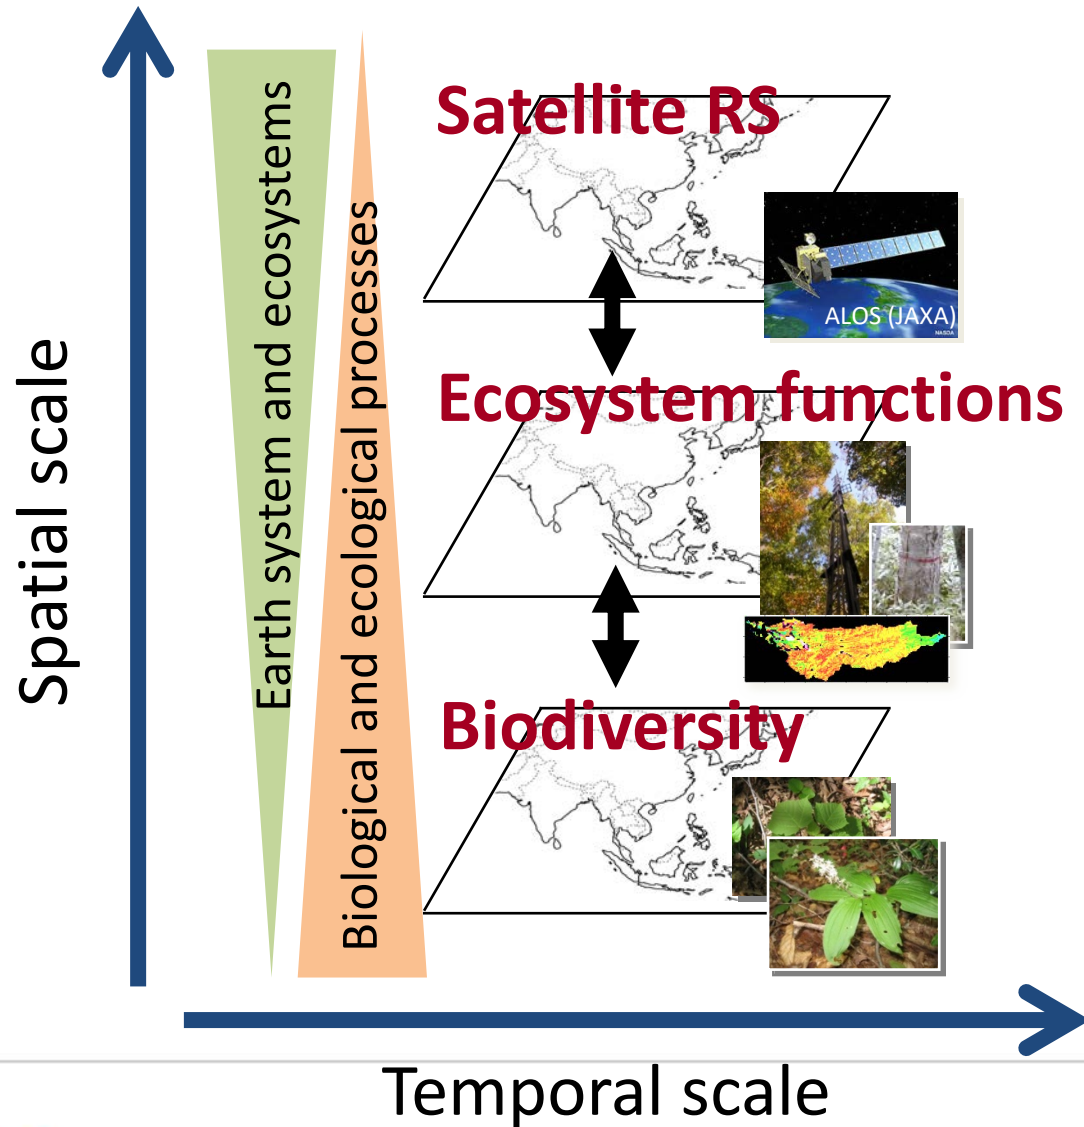 Spatial scale
Earth system and ecosystems
Biological and ecological processes
Satellite RS
ALOS (JAXA)
NASDA
Ecosystem functions
Biodiversity
Temporal scale